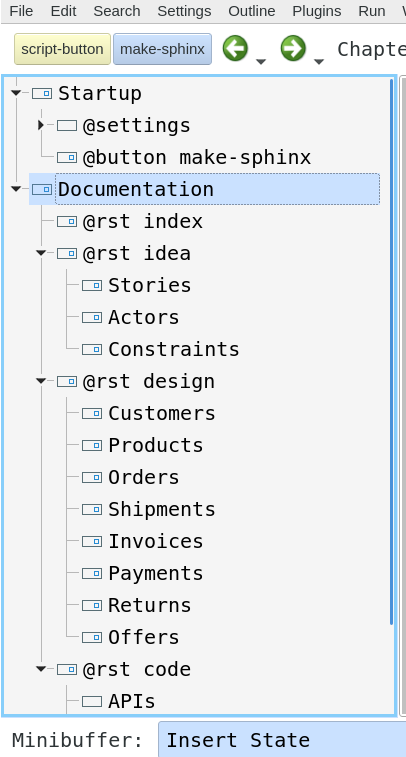 File Edit Search Settings Outline Plugins Run
script-button make-sphinx Chapte
Startup
@settings
@button make-sphinx
Documentation
@rst index
@rst idea
Stories
Actors
Constraints
@rst design
Customers
Products
Orders
Shipments
Invoices
Payments
Returns
Offers
@rst code
APIs
Minibuffer: Insert State